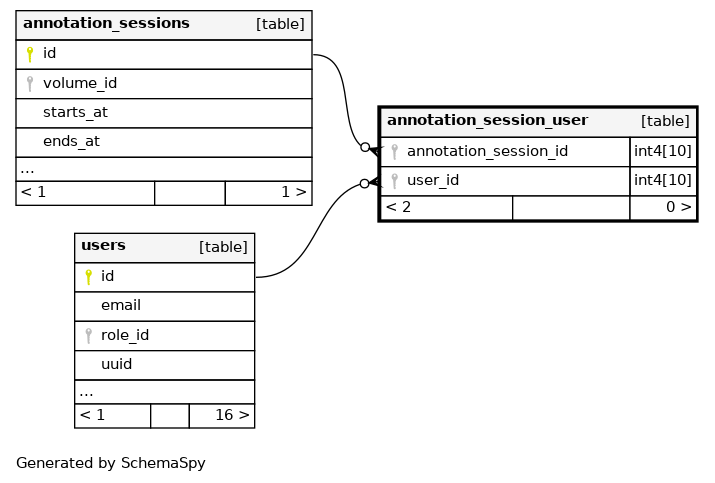 annotation_sessions [table]
id
volume_id
starts_at
ends_at
...
< 1 1 >
annotation_session_user [table]
annotation_session_id int4[10]
user_id int4[10]
< 2 0 >
users [table]
id
email
role_id
uuid
...
< 1 16 >
Generated by SchemaSpy